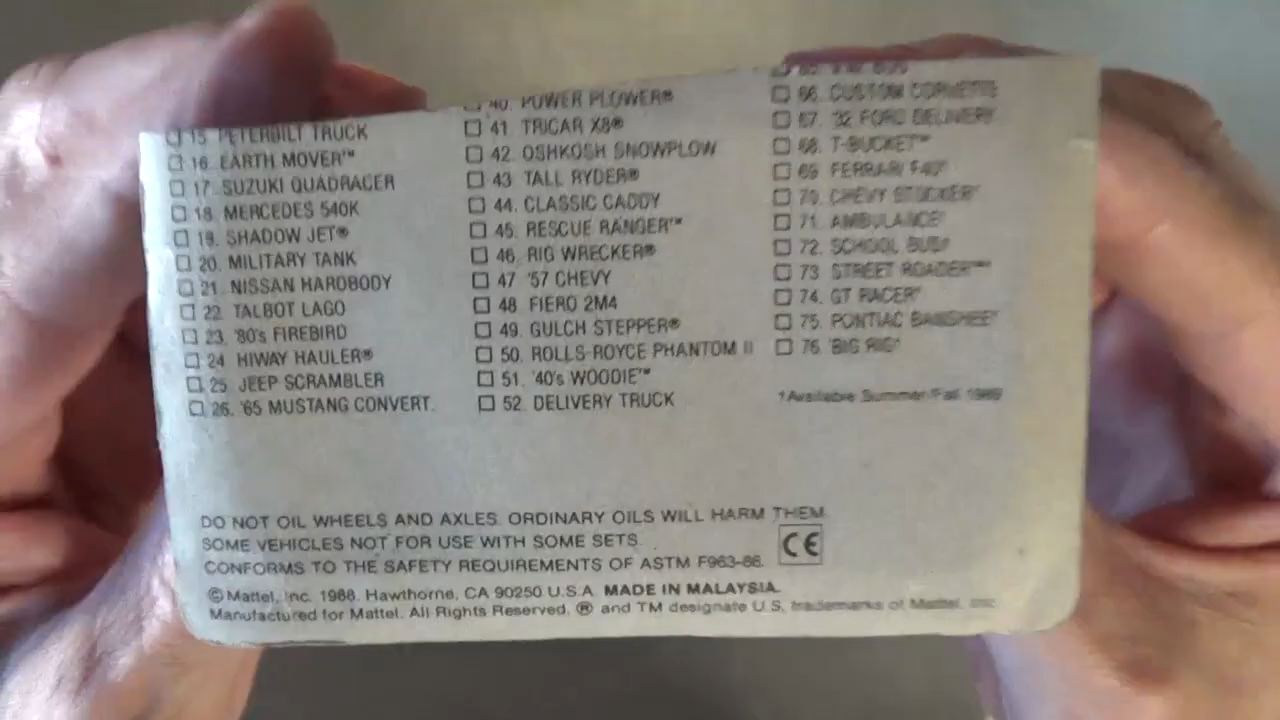 15. PETERBILT TRUCK
16. EARTH MOVER™
17. SUZUKI QUADRACER
18. MERCEDES 540K
19. SHADOW JET®
20. MILITARY TANK
21. NISSAN HARDBODY
22. TALBOT LAGO
23. '80's FIREBIRD
24 HIWAY HAULER®
25 JEEP SCRAMBLER
26. '65 MUSTANG CONVERT.
40. POWER PLOWER®
41 TRICAR X8®
42. OSHKOSH SNOWPLOW
43 TALL RYDER®
44. CLASSIC CADDY
45. RESCUE RANGER™
46. RIG WRECKER®
47 '57 CHEVY
48 FIERO 2M4
49. GULCH STEPPER®
50. ROLLS-ROYCE PHANTOM II
51. '40's WOODIE™
52. DELIVERY TRUCK
66. CUSTOM CORVETTE
67. '32 FORD DELIVERY
68. T-BUCKET™
69 FERRARI F40†
70. CHEVY STOCKER†
71. AMBULANCE†
72. SCHOOL BUS†
73 STREET ROADER™†
74. GT RACER†
75. PONTIAC BANSHEE†
76. 'BIG RIG'
†Available Summer/Fall 1989
DO NOT OIL WHEELS AND AXLES. ORDINARY OILS WILL HARM THEM.
SOME VEHICLES NOT FOR USE WITH SOME SETS.
CONFORMS TO THE SAFETY REQUIREMENTS OF ASTM F963-86.
CE
© Mattel, Inc. 1988. Hawthorne, CA 90250 U.S.A. MADE IN MALAYSIA.
Manufactured for Mattel. All Rights Reserved. ® and TM designate U.S. trademarks of Mattel, Inc.